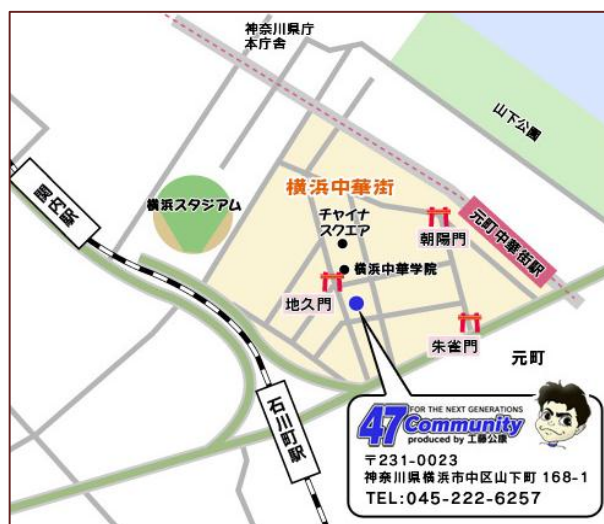 神奈川県庁
本庁舎
山下公園
関内駅
横浜スタジアム
横浜中華街
チャイナ
スクエア
朝陽門
元町中華街駅
横浜中華学院
地久門
朱雀門
元町
石川町駅
FOR THE NEXT GENERATIONS
47 Community
produced by 工藤公康
〒231-0023
神奈川県横浜市中区山下町 168-1
TEL:045-222-6257